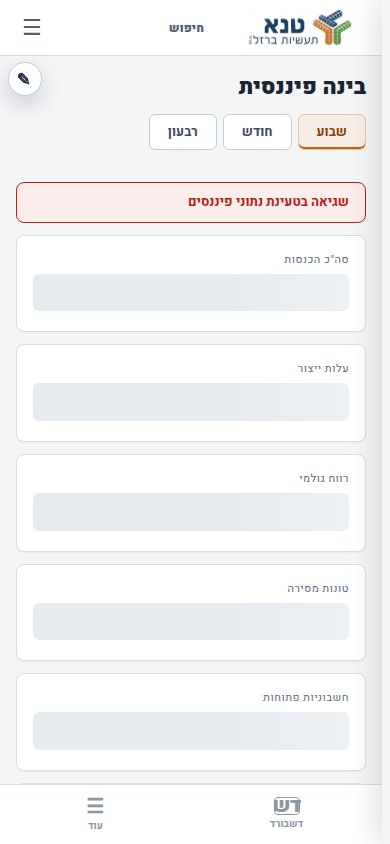 טנא
תעשיות ברזל
חיפוש
בינה פיננסית
שבוע
חודש
רבעון
שגיאה בטעינת נתוני פיננסים
סה"כ הכנסות
עלות ייצור
רווח גולמי
טונות מסירה
חשבוניות פתוחות
דש
דשבורד
עוד